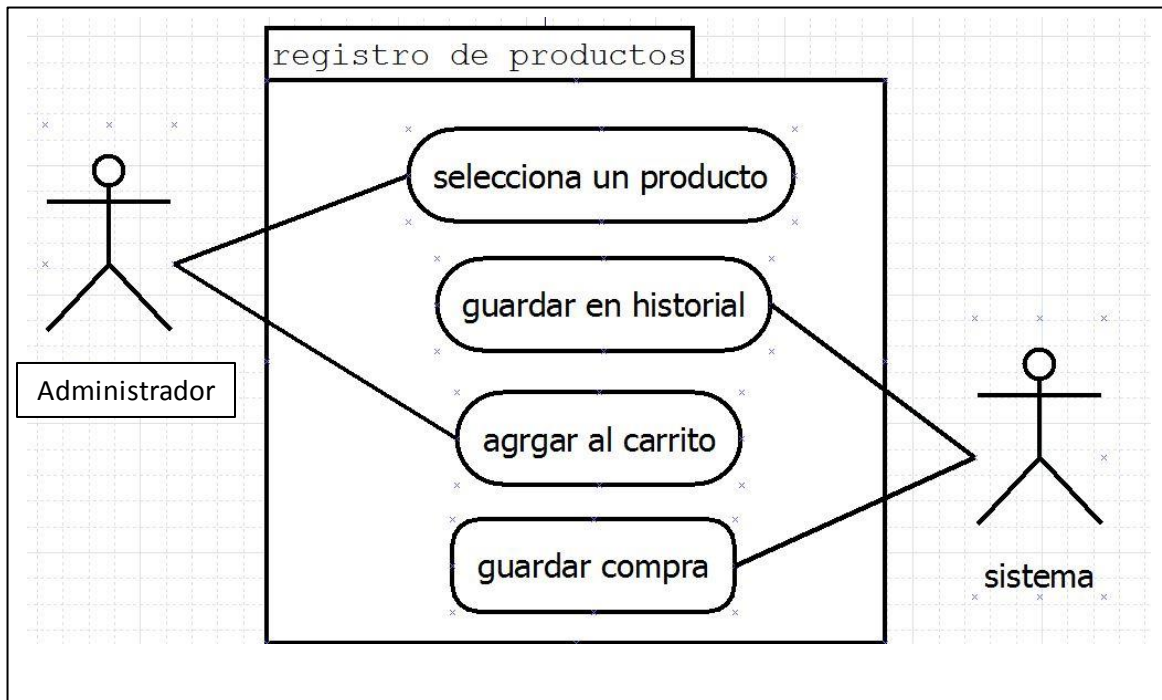 registro de productos
selecciona un producto
guardar en historial
Administrador
agrgar al carrito
guardar compra
sistema